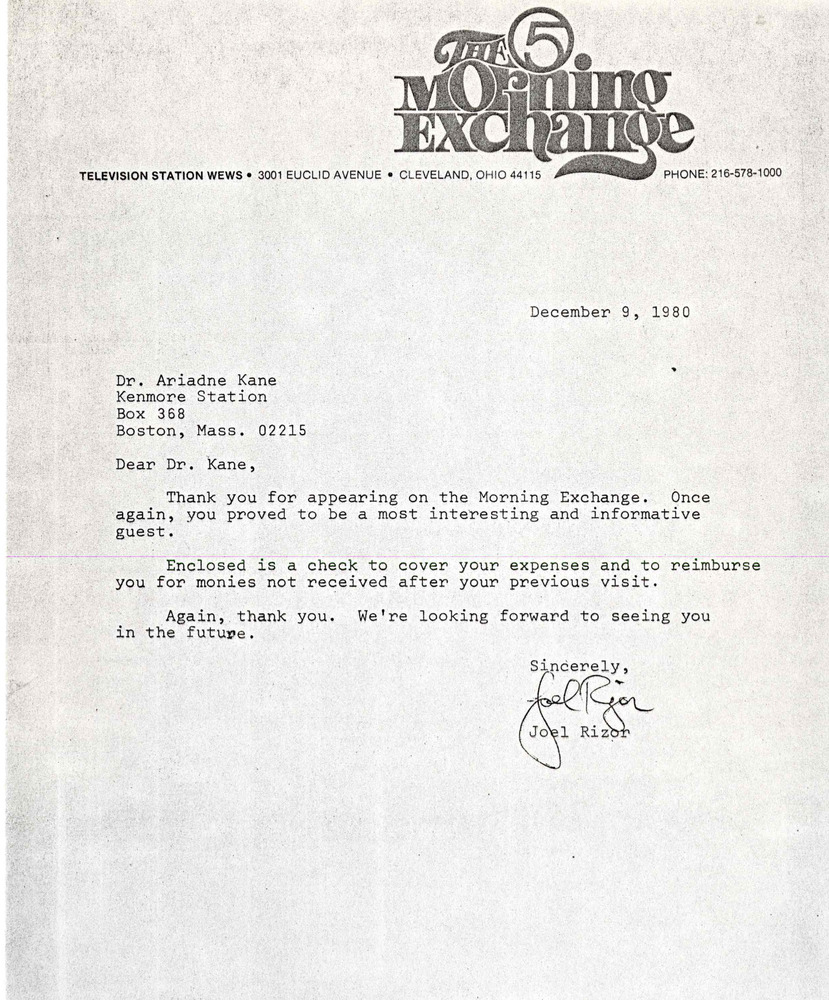 THE 5
Morning
Exchange
TELEVISION STATION WEWS • 3001 EUCLID AVENUE • CLEVELAND, OHIO 44115 PHONE: 216-578-1000
December 9, 1980
Dr. Ariadne Kane
Kenmore Station
Box 368
Boston, Mass. 02215
Dear Dr. Kane,
Thank you for appearing on the Morning Exchange. Once
again, you proved to be a most interesting and informative
guest.
Enclosed is a check to cover your expenses and to reimburse
you for monies not received after your previous visit.
Again, thank you. We're looking forward to seeing you
in the future.
Sincerely,
Joel Rizor
Joel Rizor